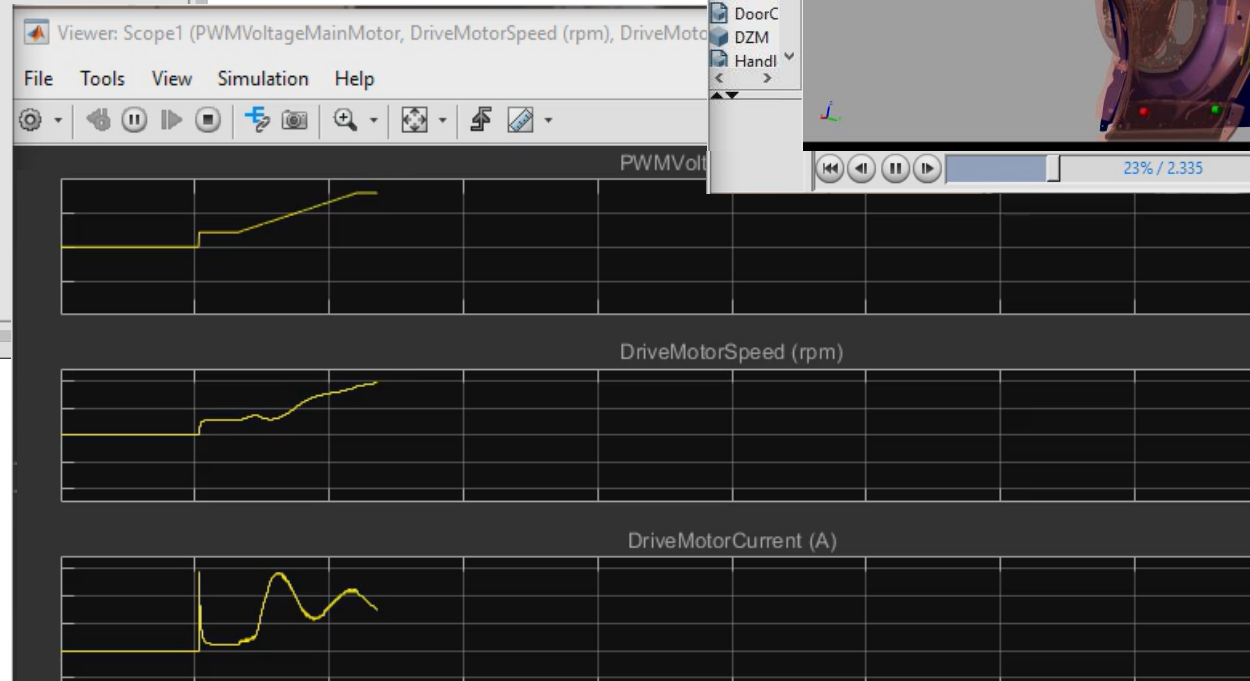 Viewer: Scope1 (PWMVoltageMainMotor, DriveMotorSpeed (rpm), DriveMoto
File Tools View Simulation Help
DoorC
DZM
Handl
23% / 2.335
PWMVolt
DriveMotorSpeed (rpm)
DriveMotorCurrent (A)